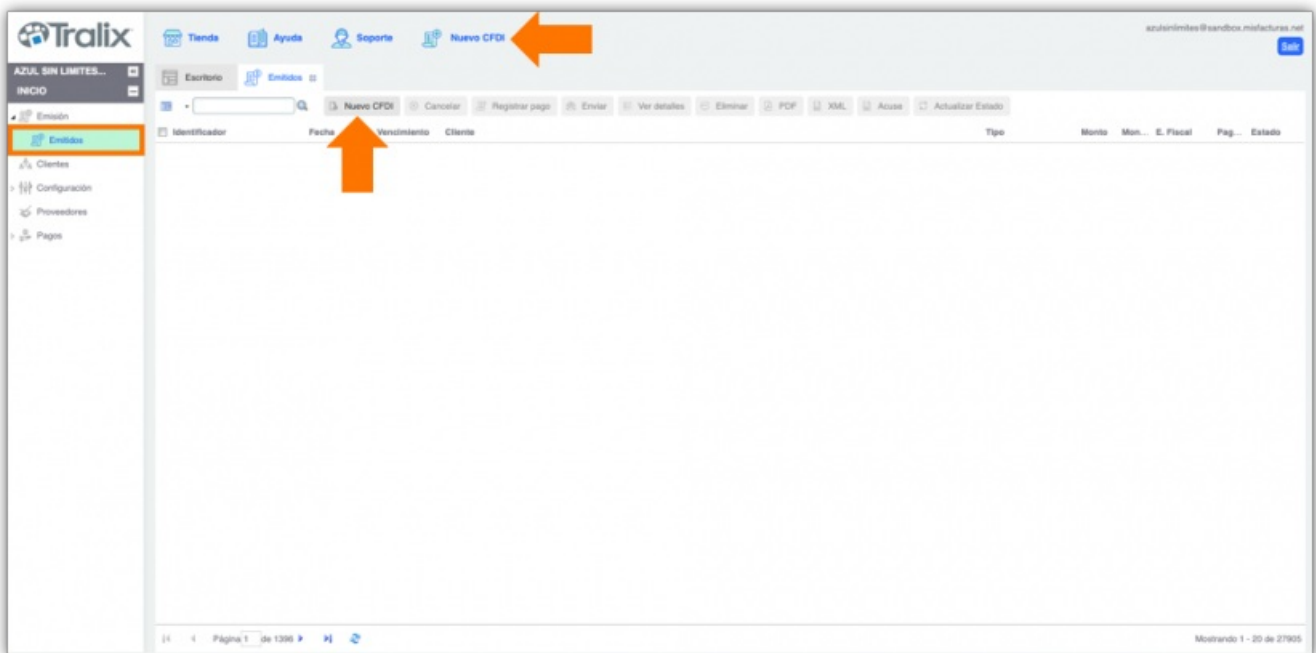 Tralix
Tienda Ayuda Soporte Nuevo CFDI
azulsinlimites@sandbox.misfacturas.net
Salir
AZUL SIN LIMITES...
INICIO
Emisión
Emitidos
Clientes
Configuración
Proveedores
Pagos
Escritorio Emitidos
Nuevo CFDI Cancelar Registrar pago Enviar Ver detalles Eliminar PDF XML Acuse Actualizar Estado
Identificador Fecha Vencimiento Cliente Tipo Monto Mon... E. Fiscal Pag... Estado
Página 1 de 1396
Mostrando 1 - 20 de 27905